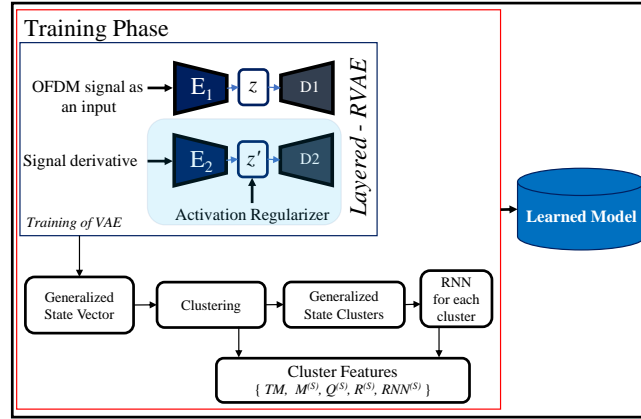 Training Phase
OFDM signal as
an input
E1
z
D1
Layered - RVAE
Signal derivative
E2
z'
D2
Activation Regularizer
Training of VAE
Learned Model
Generalized
State Vector
Clustering
Generalized
State Clusters
RNN
for each
cluster
Cluster Features
{ TM, M(S), Q(S), R(S), RNN(S) }